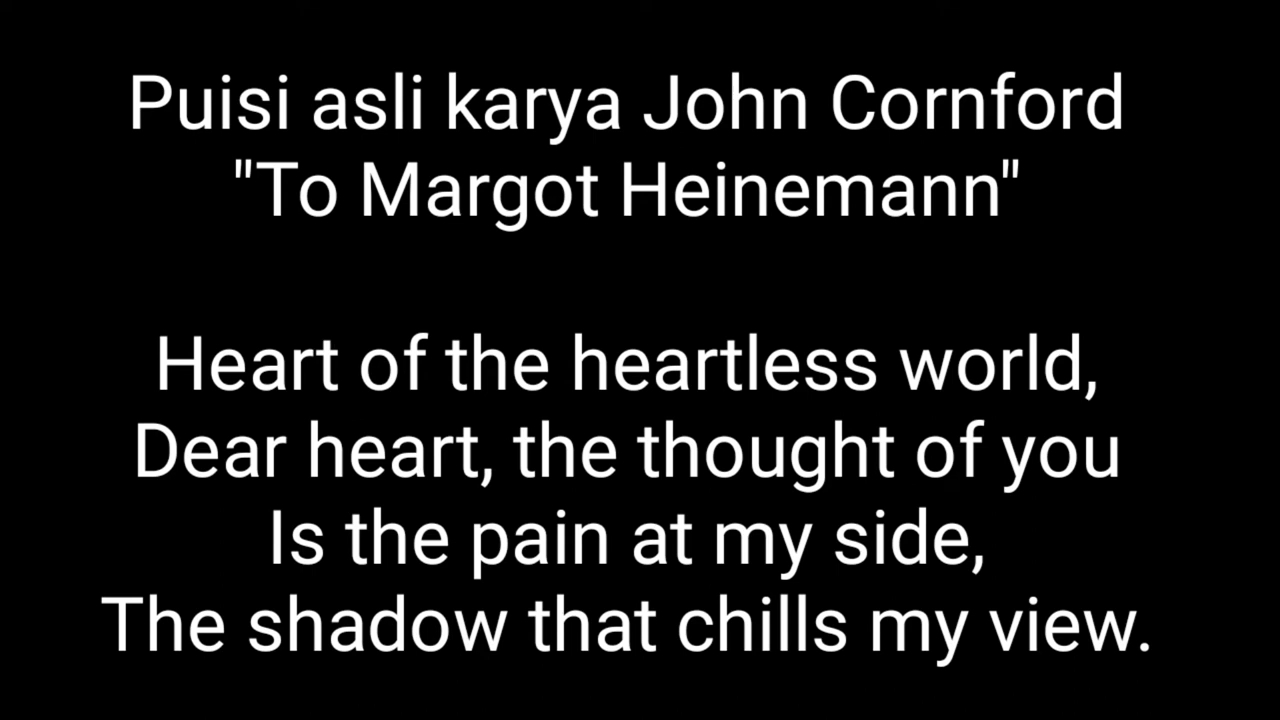 Puisi asli karya John Cornford
"To Margot Heinemann"
Heart of the heartless world,
Dear heart, the thought of you
Is the pain at my side,
The shadow that chills my view.